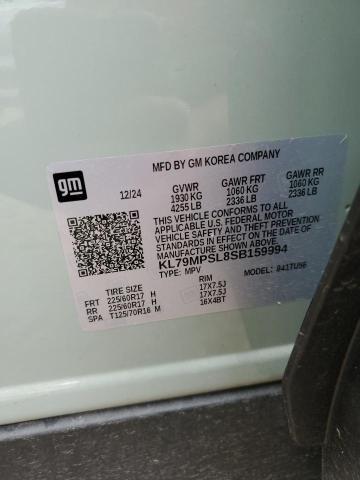 MFD BY GM KOREA COMPANY
gm
12/24 GVWR GAWR FRT GAWR RR
1930 KG 1060 KG 1060 KG
4255 LB 2336 LB 2336 LB
THIS VEHICLE CONFORMS TO ALL
APPLICABLE U.S. FEDERAL MOTOR
VEHICLE SAFETY AND THEFT PREVENTION
STANDARDS IN EFFECT ON THE DATE OF
MANUFACTURE SHOWN ABOVE.
KL79MPSL8SB159994
TYPE: MPV MODEL: 941TU56
TIRE SIZE RIM
FRT 225/60R17 H 17X7.5J
RR 225/60R17 H 17X7.5J
SPA T125/70R16 M 16X4BT